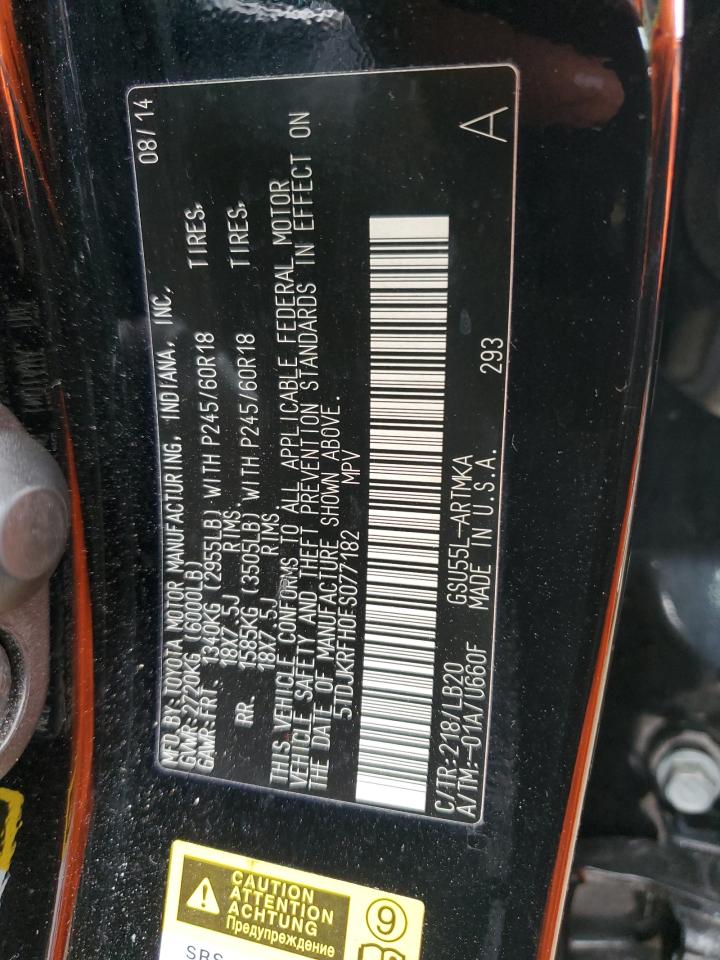 MFD. BY: TOYOTA MOTOR MANUFACTURING, INDIANA, INC. 08/14
GVWR: 2720KG (6000LB)
GAWR: FRT. 1340KG (2955LB) WITH P245/60R18 TIRES,
18X7.5J RIMS,
RR. 1585KG (3505LB) WITH P245/60R18 TIRES,
18X7.5J RIMS,
THIS VEHICLE CONFORMS TO ALL APPLICABLE FEDERAL MOTOR
VEHICLE SAFETY AND THEFT PREVENTION STANDARDS IN EFFECT ON
THE DATE OF MANUFACTURE SHOWN ABOVE.
5TDJKRFH0FS077182 MPV
C/TR: 218/LB20 GSU55L-ARTMKA
A/TM: -01A/U660F MADE IN U.S.A. 293 A
CAUTION
ATTENTION
ACHTUNG
Предупреждение
9
SRS